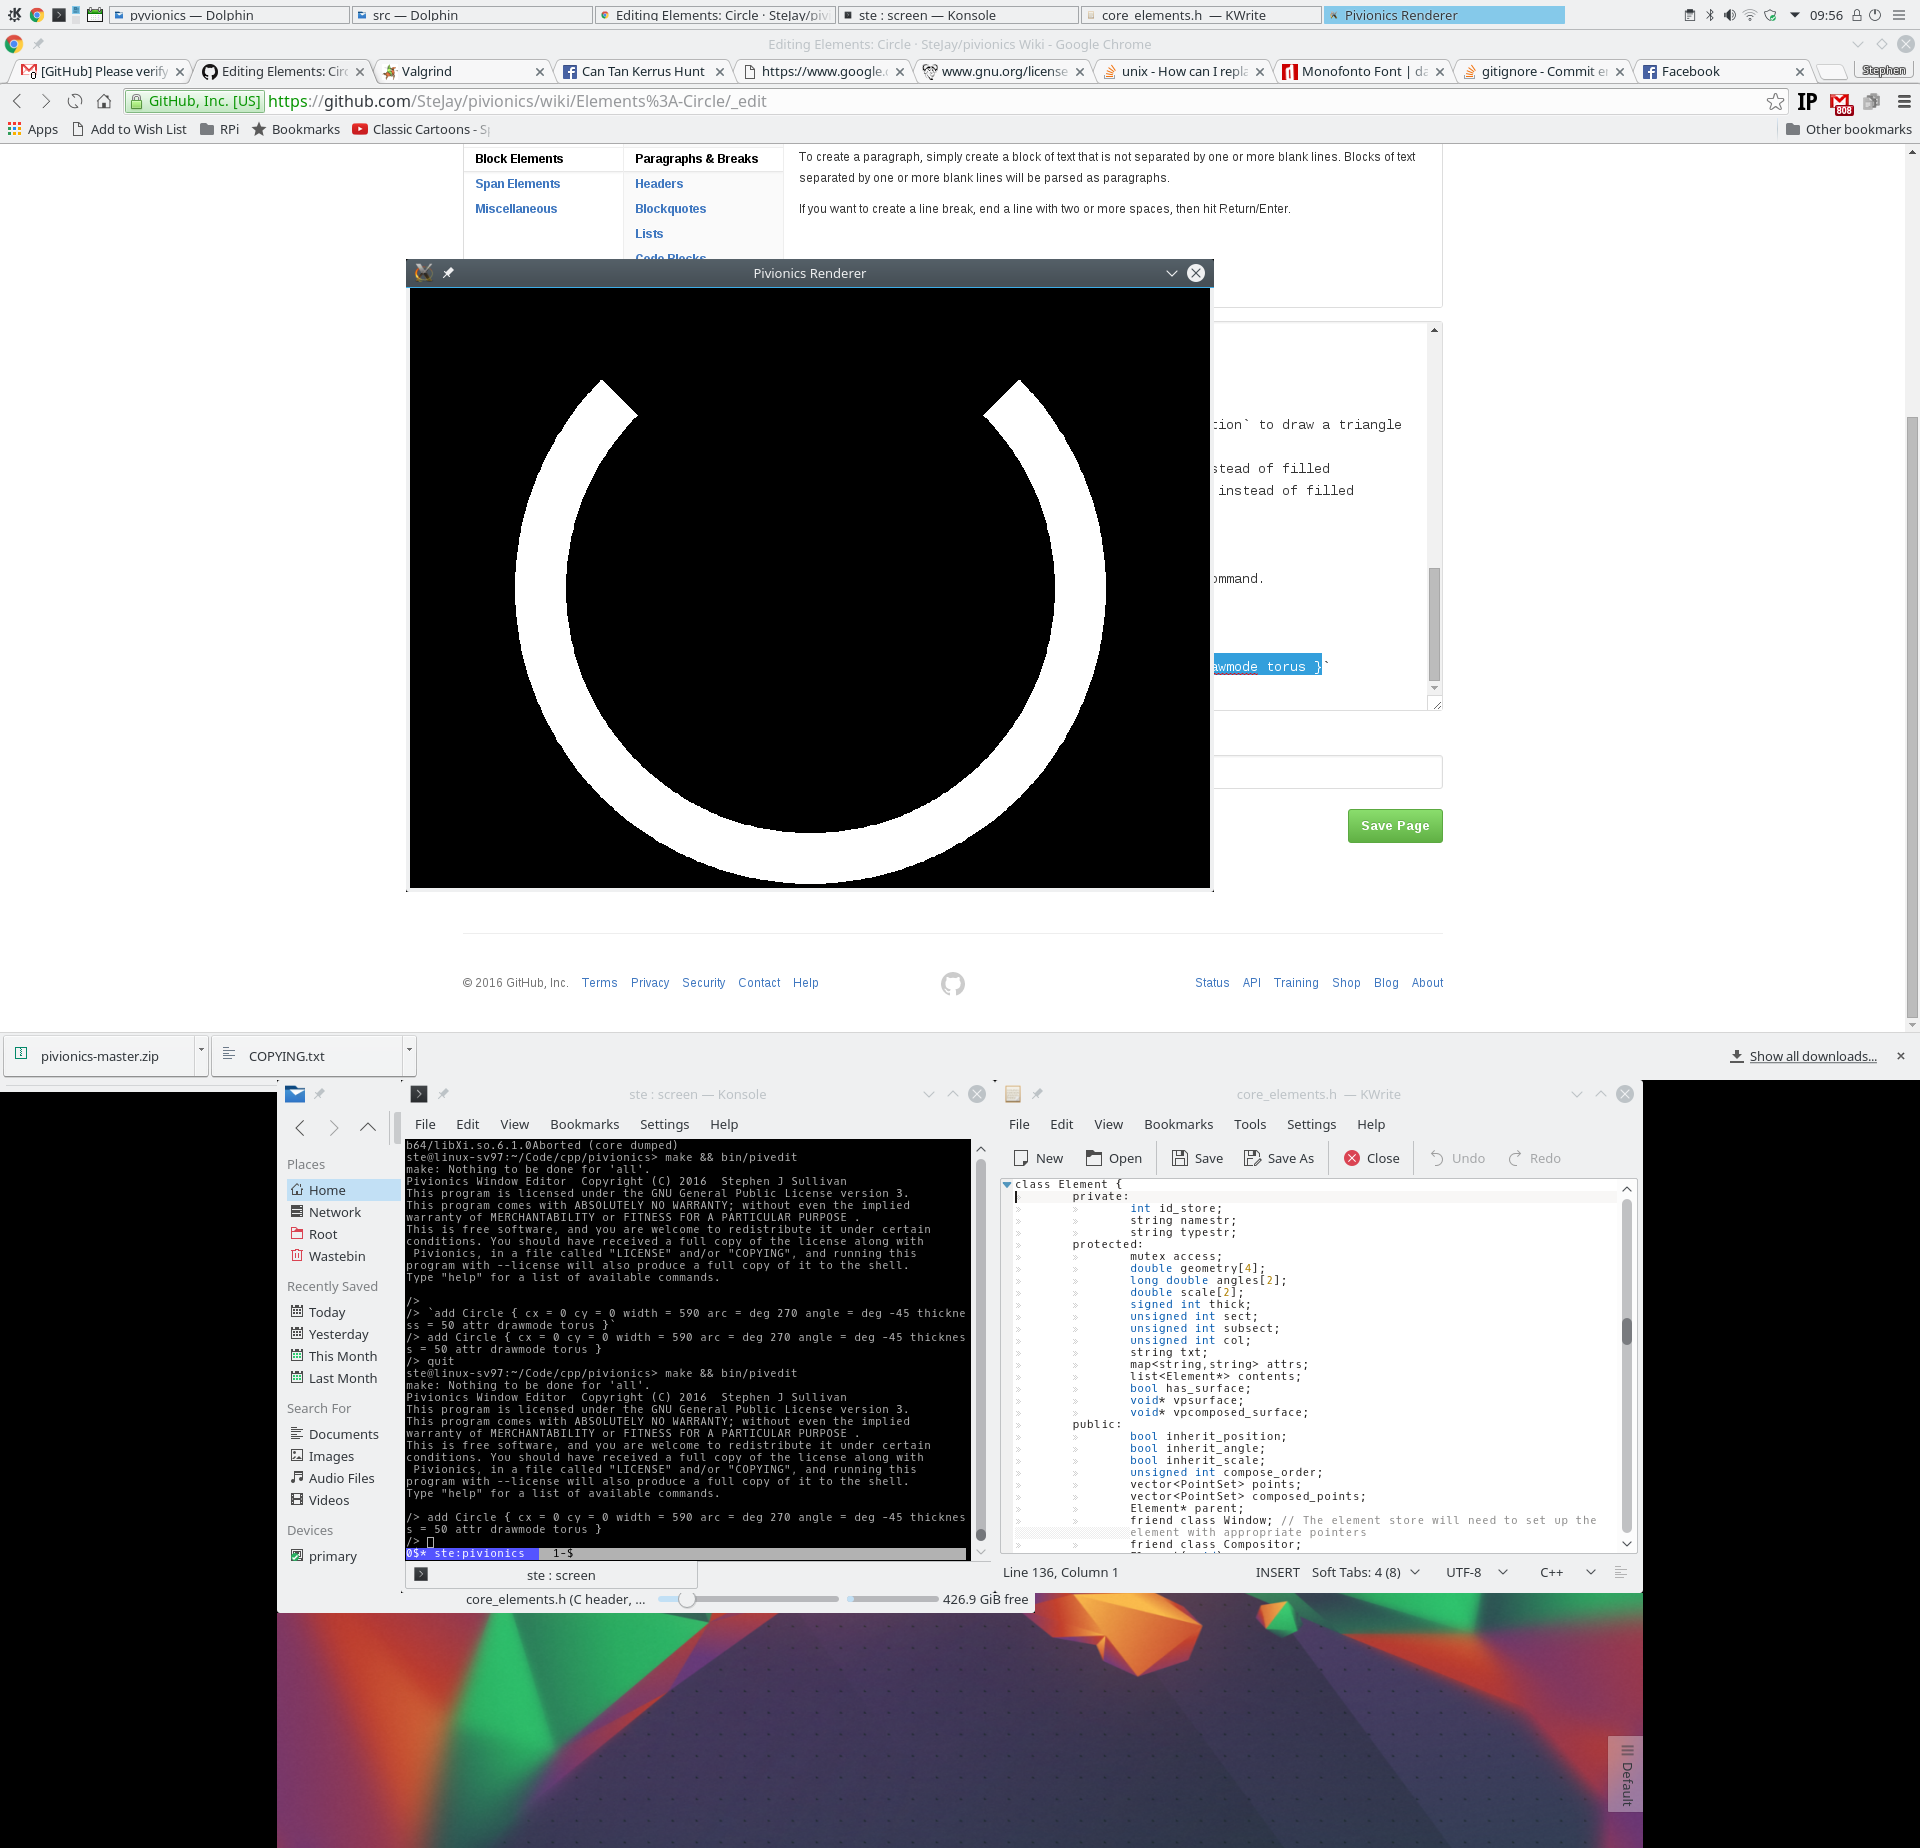 pyvionics — Dolphin
src — Dolphin
Editing Elements: Circle · SteJay/piv
ste : screen — Konsole
core_elements.h — KWrite
Pivionics Renderer
09:56
Editing Elements: Circle · SteJay/pivionics Wiki - Google Chrome
[GitHub] Please verify
Editing Elements: Circ
Valgrind
Can Tan Kerrus Hunt
https://www.google.c
www.gnu.org/license
unix - How can I repla
Monofonto Font | da
gitignore - Commit e
Facebook
Stephen
GitHub, Inc. [US]
https://github.com/SteJay/pivionics/wiki/Elements%3A-Circle/_edit
IP
808
Apps
Add to Wish List
RPi
Bookmarks
Classic Cartoons - S
Other bookmarks
Block Elements
Span Elements
Miscellaneous
Paragraphs & Breaks
Headers
Blockquotes
Lists
Code Blocks
To create a paragraph, simply create a block of text that is not separated by one or more blank lines. Blocks of text
separated by one or more blank lines will be parsed as paragraphs.
If you want to create a line break, end a line with two or more spaces, then hit Return/Enter.
Pivionics Renderer
tion` to draw a triangle
stead of filled
instead of filled
ommand.
awmode torus }`
Save Page
© 2016 GitHub, Inc.
Terms
Privacy
Security
Contact
Help
Status
API
Training
Shop
Blog
About
pivionics-master.zip
COPYING.txt
Show all downloads...
Places
Home
Network
Root
Wastebin
Recently Saved
Today
Yesterday
This Month
Last Month
Search For
Documents
Images
Audio Files
Videos
Devices
primary
ste : screen — Konsole
File Edit View Bookmarks Settings Help
b64/libXi.so.6.1.0Aborted (core dumped)
ste@linux-sv97:~/Code/cpp/pivionics> make && bin/pivedit
make: Nothing to be done for 'all'.
Pivionics Window Editor  Copyright (C) 2016  Stephen J Sullivan
This program is licensed under the GNU General Public License version 3.
This program comes with ABSOLUTELY NO WARRANTY; without even the implied
warranty of MERCHANTABILITY or FITNESS FOR A PARTICULAR PURPOSE .
This is free software, and you are welcome to redistribute it under certain
conditions. You should have received a full copy of the license along with
 Pivionics, in a file called "LICENSE" and/or "COPYING", and running this
program with --license will also produce a full copy of it to the shell.
Type "help" for a list of available commands.
/>
/> `add Circle { cx = 0 cy = 0 width = 590 arc = deg 270 angle = deg -45 thickne
ss = 50 attr drawmode torus }`
/> add Circle { cx = 0 cy = 0 width = 590 arc = deg 270 angle = deg -45 thicknes
s = 50 attr drawmode torus }
/> quit
ste@linux-sv97:~/Code/cpp/pivionics> make && bin/pivedit
make: Nothing to be done for 'all'.
Pivionics Window Editor  Copyright (C) 2016  Stephen J Sullivan
This program is licensed under the GNU General Public License version 3.
This program comes with ABSOLUTELY NO WARRANTY; without even the implied
warranty of MERCHANTABILITY or FITNESS FOR A PARTICULAR PURPOSE .
This is free software, and you are welcome to redistribute it under certain
conditions. You should have received a full copy of the license along with
 Pivionics, in a file called "LICENSE" and/or "COPYING", and running this
program with --license will also produce a full copy of it to the shell.
Type "help" for a list of available commands.
/> add Circle { cx = 0 cy = 0 width = 590 arc = deg 270 angle = deg -45 thicknes
s = 50 attr drawmode torus }
/>
0$* ste:pivionics  1-$
ste : screen
core_elements.h (C header, ...
426.9 GiB free
core_elements.h — KWrite
File Edit View Bookmarks Tools Settings Help
New Open Save Save As Close Undo Redo
class Element {
private:
int id_store;
string namestr;
string typestr;
protected:
mutex access;
double geometry[4];
long double angles[2];
double scale[2];
signed int thick;
unsigned int sect;
unsigned int subsect;
unsigned int col;
string txt;
map<string,string> attrs;
list<Element*> contents;
bool has_surface;
void* vpsurface;
void* vpcomposed_surface;
public:
bool inherit_position;
bool inherit_angle;
bool inherit_scale;
unsigned int compose_order;
vector<PointSet> points;
vector<PointSet> composed_points;
Element* parent;
friend class Window; // The element store will need to set up the
element with appropriate pointers
friend class Compositor;
Line 136, Column 1
INSERT
Soft Tabs: 4 (8)
UTF-8
C++
Default